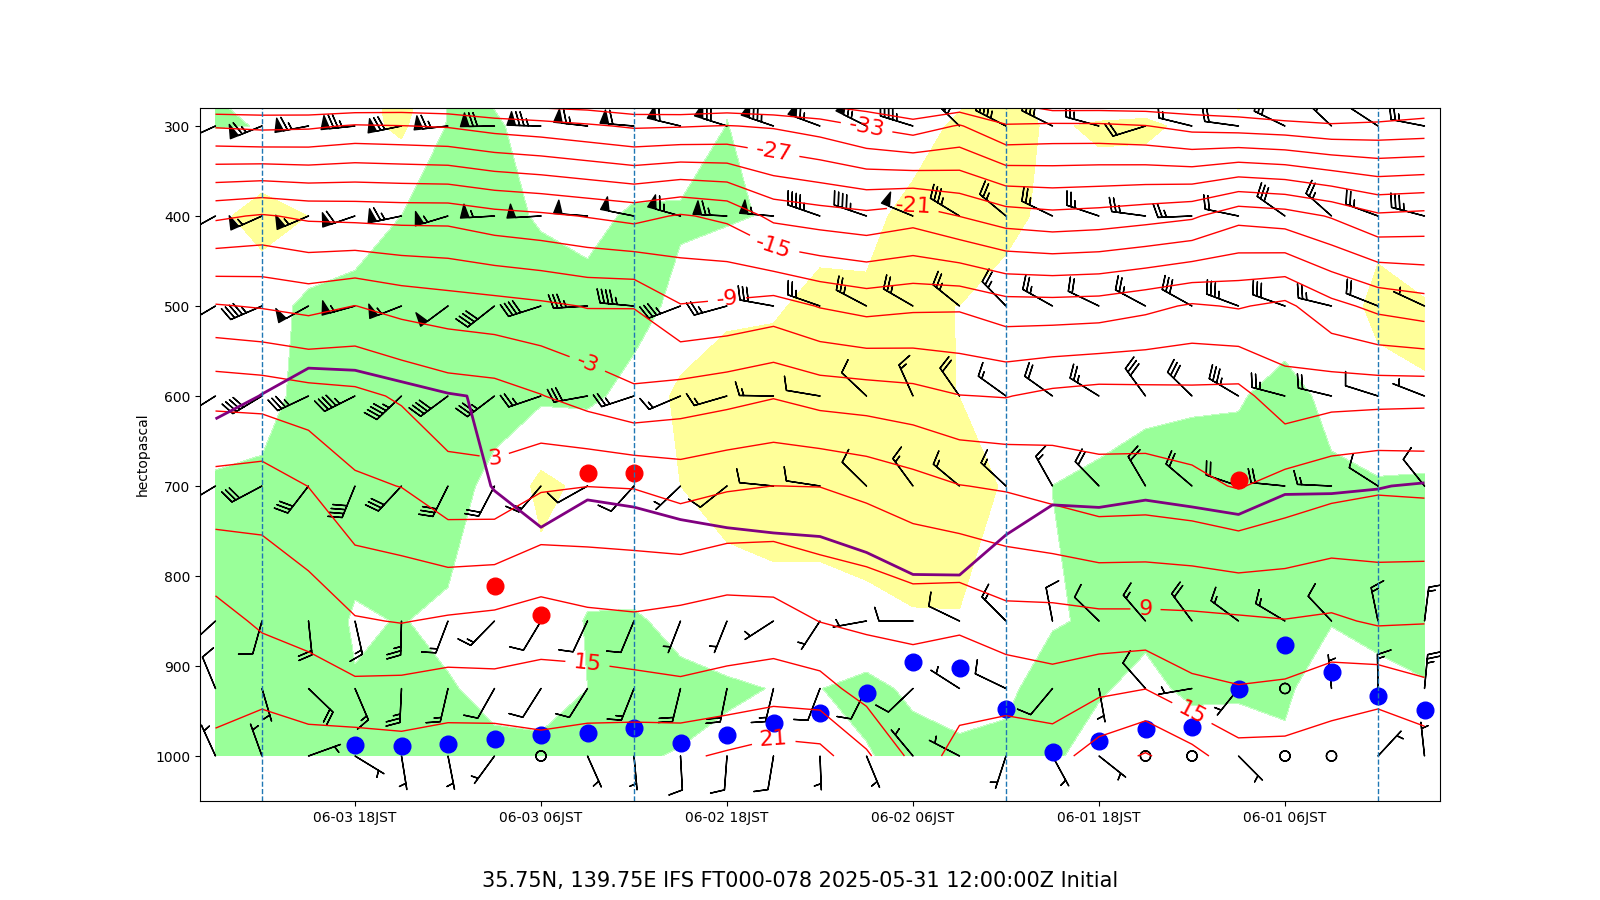 300
400
500
600
700
800
900
1000
hectopascal
-33
-27
-21
-15
-9
-3
3
9
15
15
21
06-03 18JST
06-03 06JST
06-02 18JST
06-02 06JST
06-01 18JST
06-01 06JST
35.75N, 139.75E IFS FT000-078 2025-05-31 12:00:00Z Initial